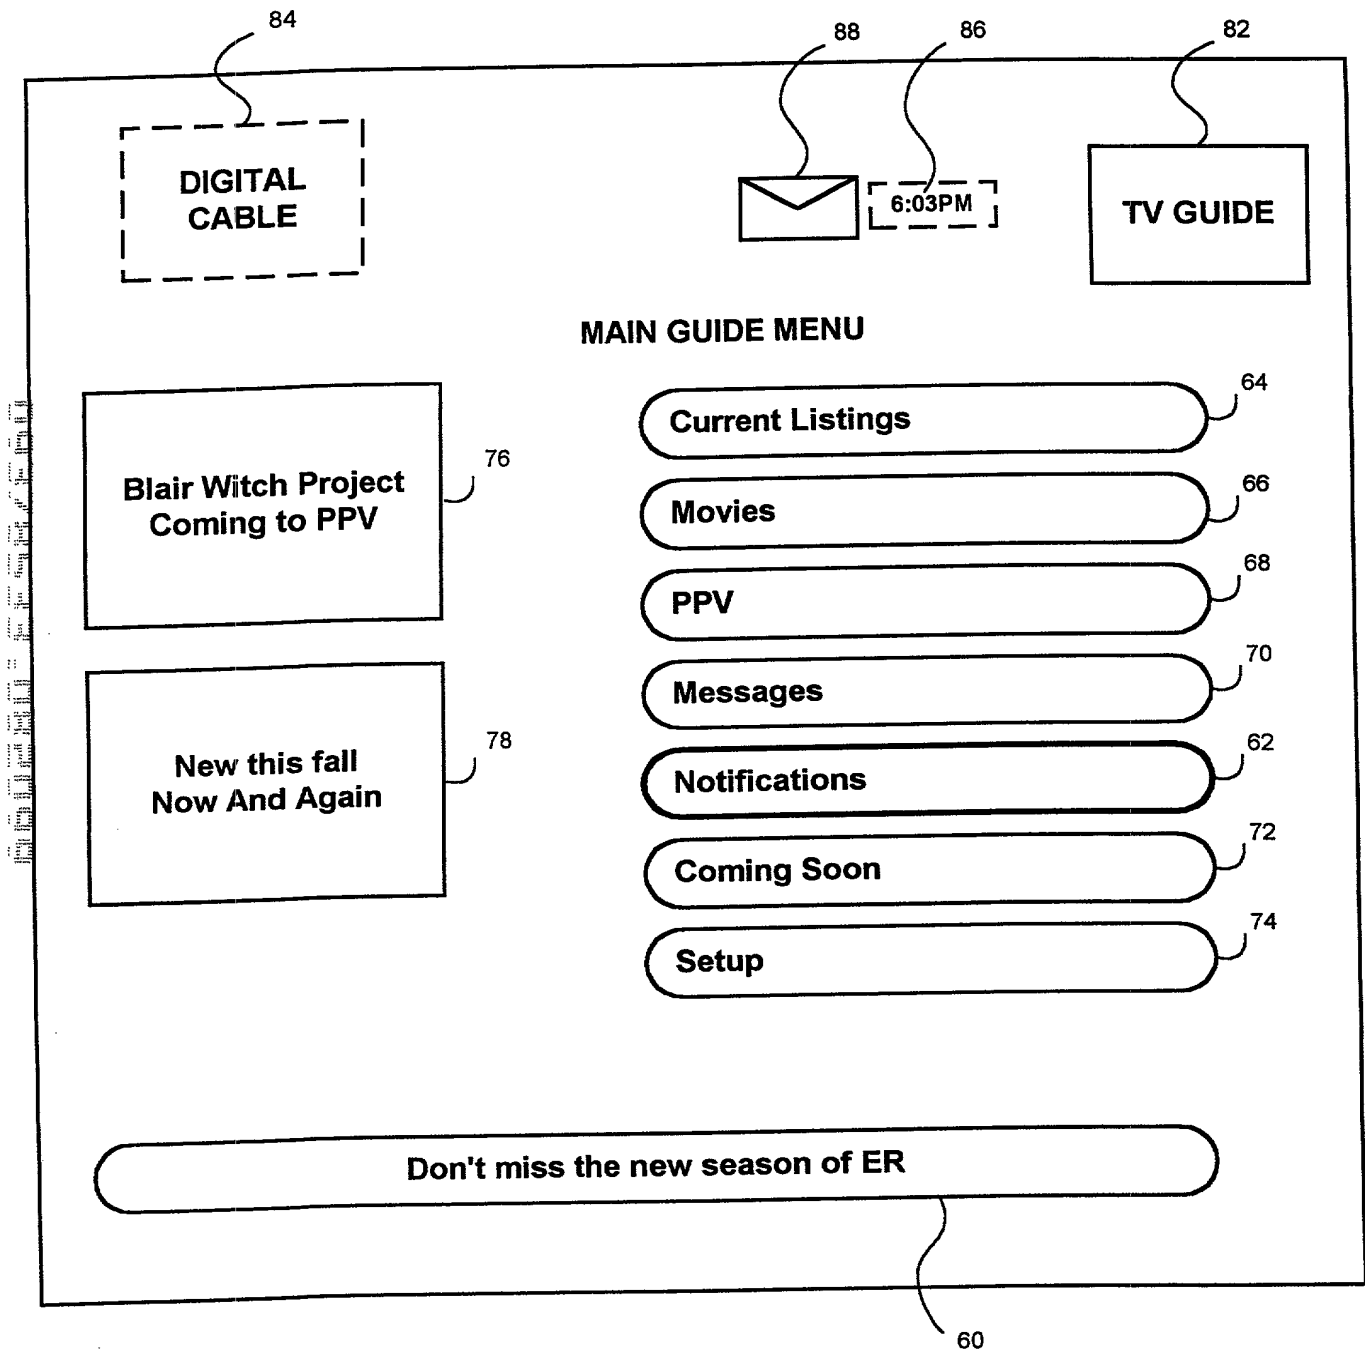 84
88
86
82
DIGITAL
CABLE
6:03PM
TV GUIDE
MAIN GUIDE MENU
Current Listings
64
Blair Witch Project
Coming to PPV
76
Movies
66
PPV
68
Messages
70
New this fall
Now And Again
78
Notifications
62
Coming Soon
72
Setup
74
Don't miss the new season of ER
60